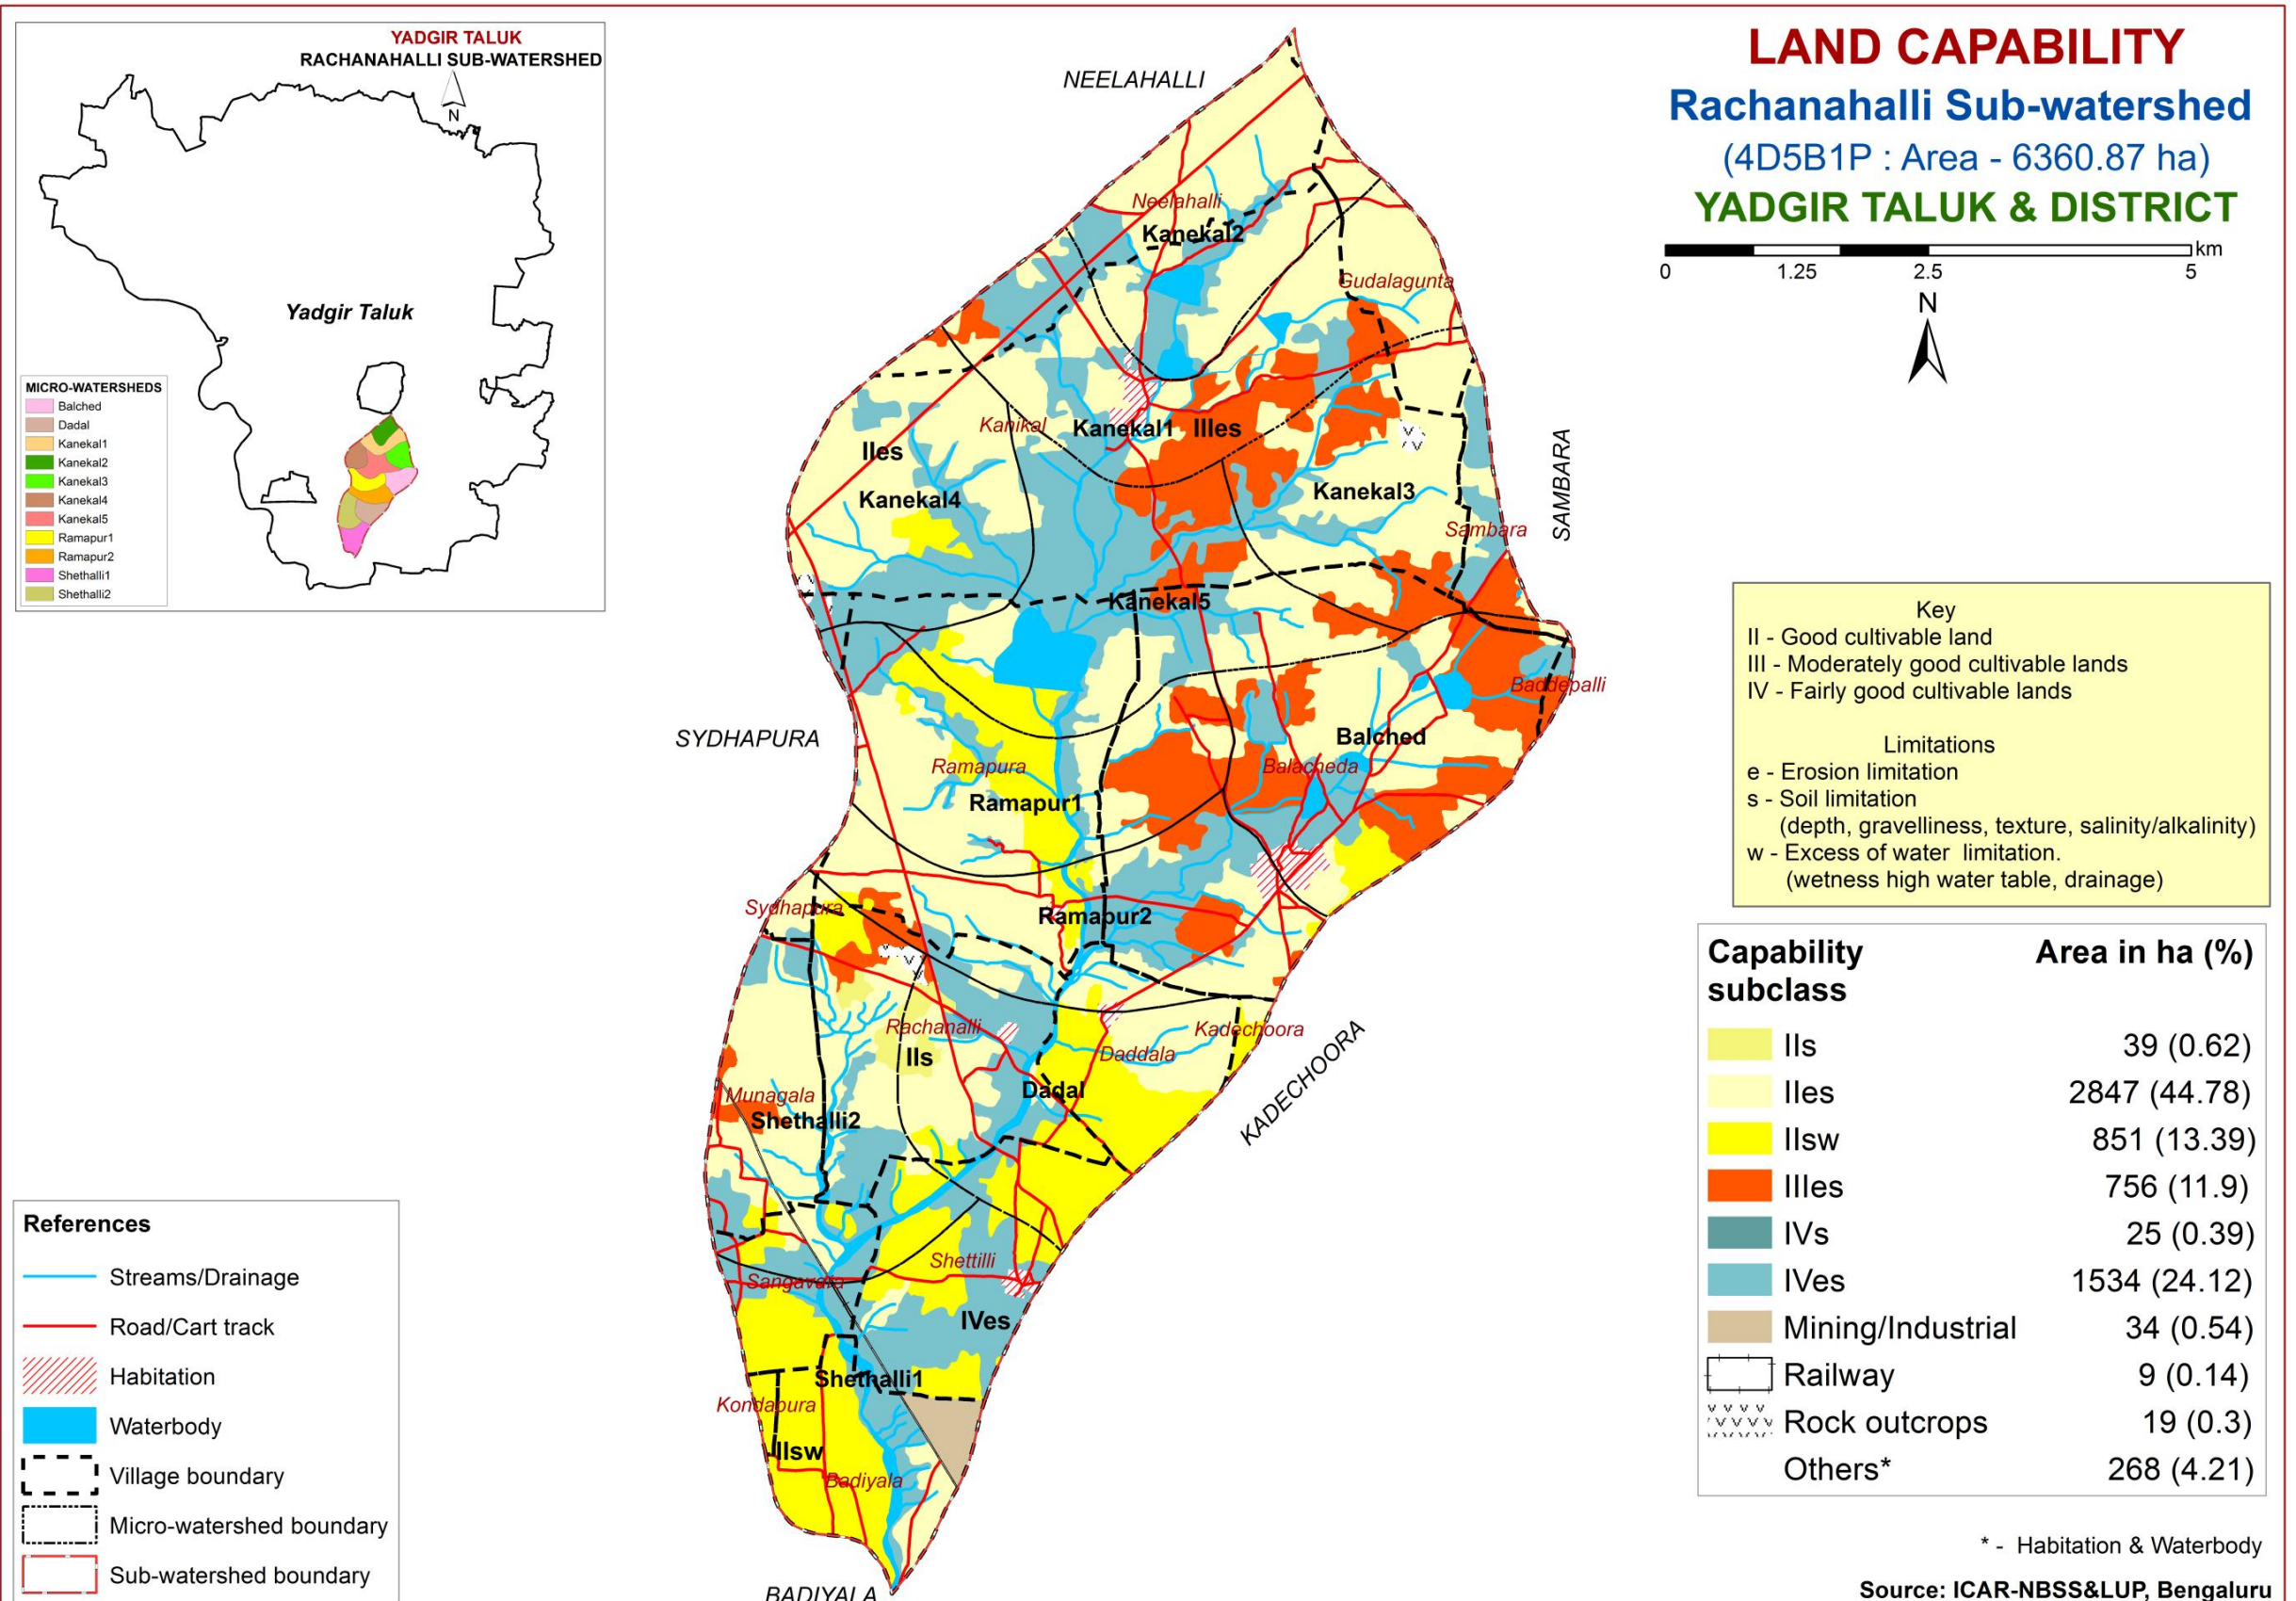 YADGIR TALUK
RACHANAHALLI SUB-WATERSHED
N
Yadgir Taluk
MICRO-WATERSHEDS
Balched
Dadal
Kanekal1
Kanekal2
Kanekal3
Kanekal4
Kanekal5
Ramapur1
Ramapur2
Shethalli1
Shethalli2
LAND CAPABILITY
Rachanahalli Sub-watershed
(4D5B1P : Area - 6360.87 ha)
YADGIR TALUK & DISTRICT
km
0 1.25 2.5 5
N
NEELAHALLI
Neelahalli
Kanekal2
Gudalagunta
Kanikal
Kanekal1 IIIes
IIes
SAMBARA
Kanekal4
Kanekal3
Sambara
Kanekal5
Baddepalli
SYDHAPURA
Balched
Ramapura
Balacheda
Ramapur1
Sydhapura
Ramapur2
Rachanalli
Kadechoora
IIs
Daddala
KADECHOORA
Dadal
Munagala
Shethalli2
Shettilli
Sangavara
IVes
Shethalli1
Kondapura
IIsw
Badiyala
BADIYALA
Key
II - Good cultivable land
III - Moderately good cultivable lands
IV - Fairly good cultivable lands
Limitations
e - Erosion limitation
s - Soil limitation
(depth, gravelliness, texture, salinity/alkalinity)
w - Excess of water limitation.
(wetness high water table, drainage)
Capability subclass Area in ha (%)
IIs 39 (0.62)
IIes 2847 (44.78)
IIsw 851 (13.39)
IIIes 756 (11.9)
IVs 25 (0.39)
IVes 1534 (24.12)
Mining/Industrial 34 (0.54)
Railway 9 (0.14)
Rock outcrops 19 (0.3)
Others* 268 (4.21)
* - Habitation & Waterbody
Source: ICAR-NBSS&LUP, Bengaluru
References
Streams/Drainage
Road/Cart track
Habitation
Waterbody
Village boundary
Micro-watershed boundary
Sub-watershed boundary